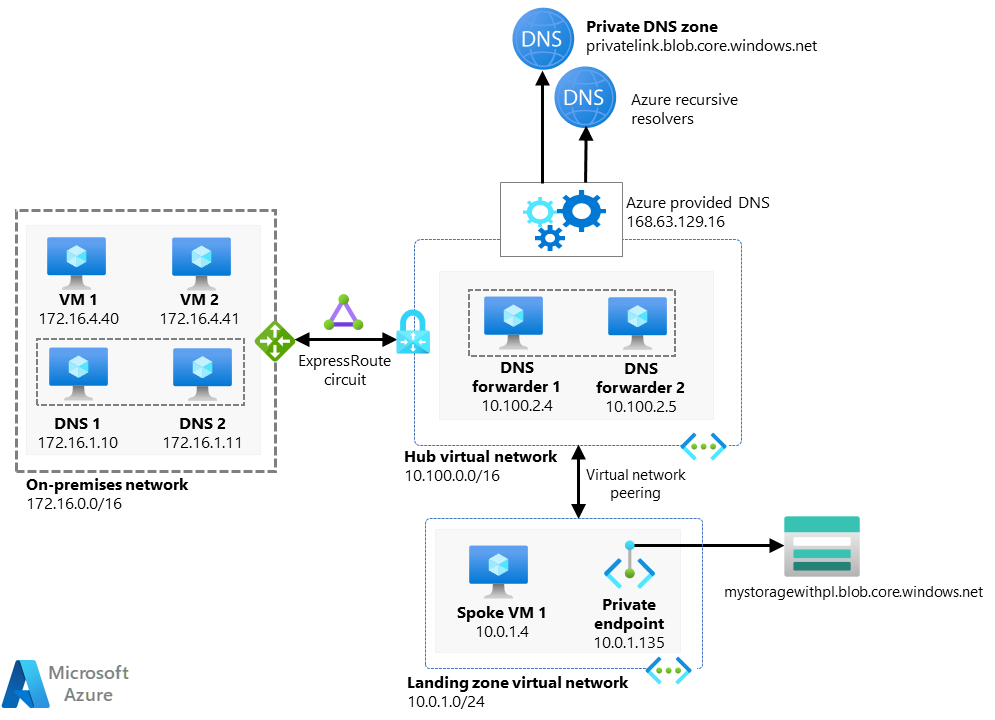 DNS
Private DNS zone
privatelink.blob.core.windows.net
DNS
Azure recursive
resolvers
Azure provided DNS
168.63.129.16
VM 1
172.16.4.40
VM 2
172.16.4.41
DNS 1
172.16.1.10
DNS 2
172.16.1.11
On-premises network
172.16.0.0/16
ExpressRoute
circuit
DNS
forwarder 1
10.100.2.4
DNS
forwarder 2
10.100.2.5
Hub virtual network
10.100.0.0/16
Virtual network
peering
Spoke VM 1
10.0.1.4
Private
endpoint
10.0.1.135
mystoragewithpl.blob.core.windows.net
Landing zone virtual network
10.0.1.0/24
Microsoft
Azure